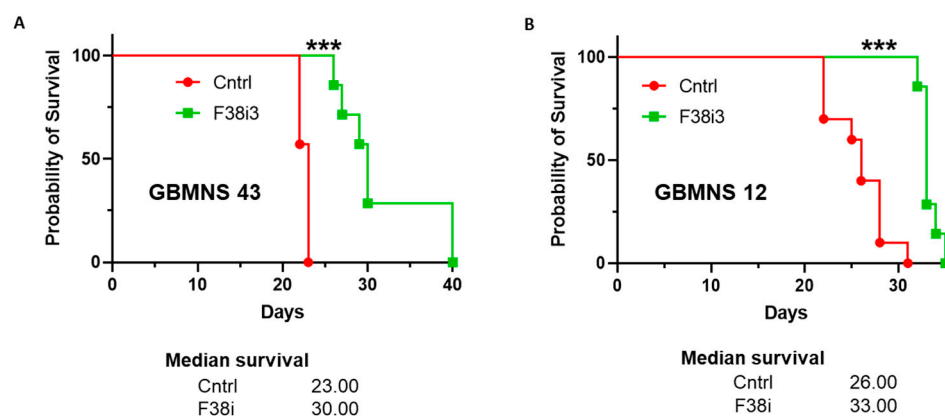 A
***
100
Cntrl
F38i3
50
GBMNS 43
0
Probability of Survival
0 10 20 30 40
Days
Median survival
Cntrl 23.00
F38i 30.00
B
***
100
Cntrl
F38i3
50
GBMNS 12
0
Probability of Survival
0 10 20 30
Days
Median survival
Cntrl 26.00
F38i 33.00